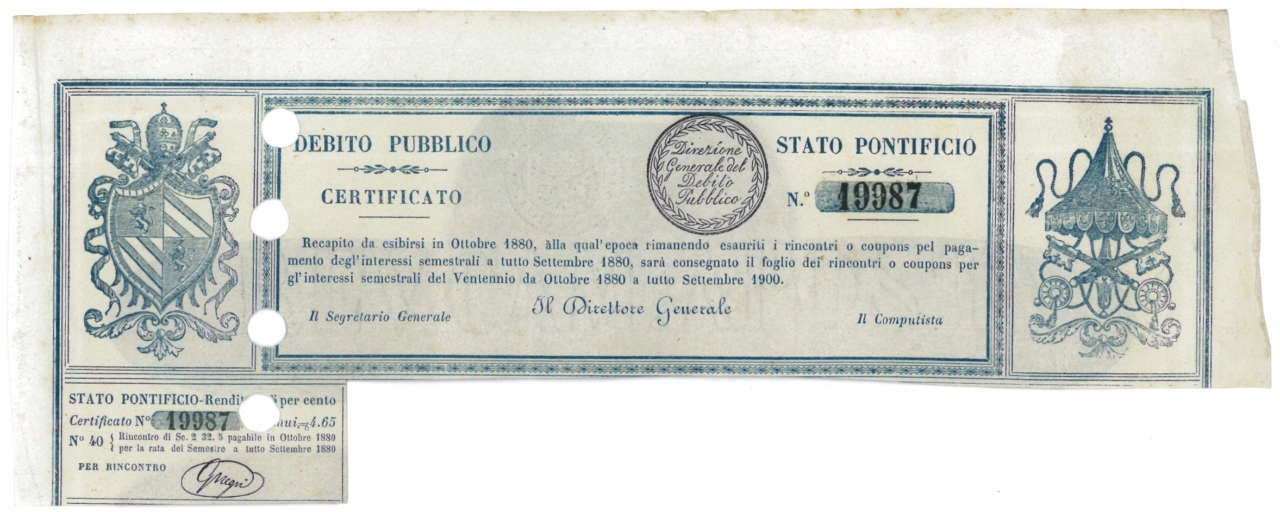 DEBITO PUBBLICO
CERTIFICATO
Direzione
Generale del
Debito
Pubblico
STATO PONTIFICIO
N.º 19987
Recapito da esibirsi in Ottobre 1880, àlla qual'epoca rimanendo esauriti i rincontri o coupons pel paga-
mento degl'interessi semestrali a tutto Settembre 1880, sarà consegnato il foglio dei rincontri o coupons per
gl'interessi semestrali del Ventennio da Ottobre 1880 a tutto Settembre 1900.
Il Segretario Generale
Il Direttore Generale
Il Computista
STATO PONTIFICIO-Rendit per cento
Certificato Nº 19987 nui. 4.65
Nº 40 { Rincontro di Sc. 2 32. 5 pagabile in Ottobre 1880
per la rata del Semestre a tutto Settembre 1880
PER RINCONTRO